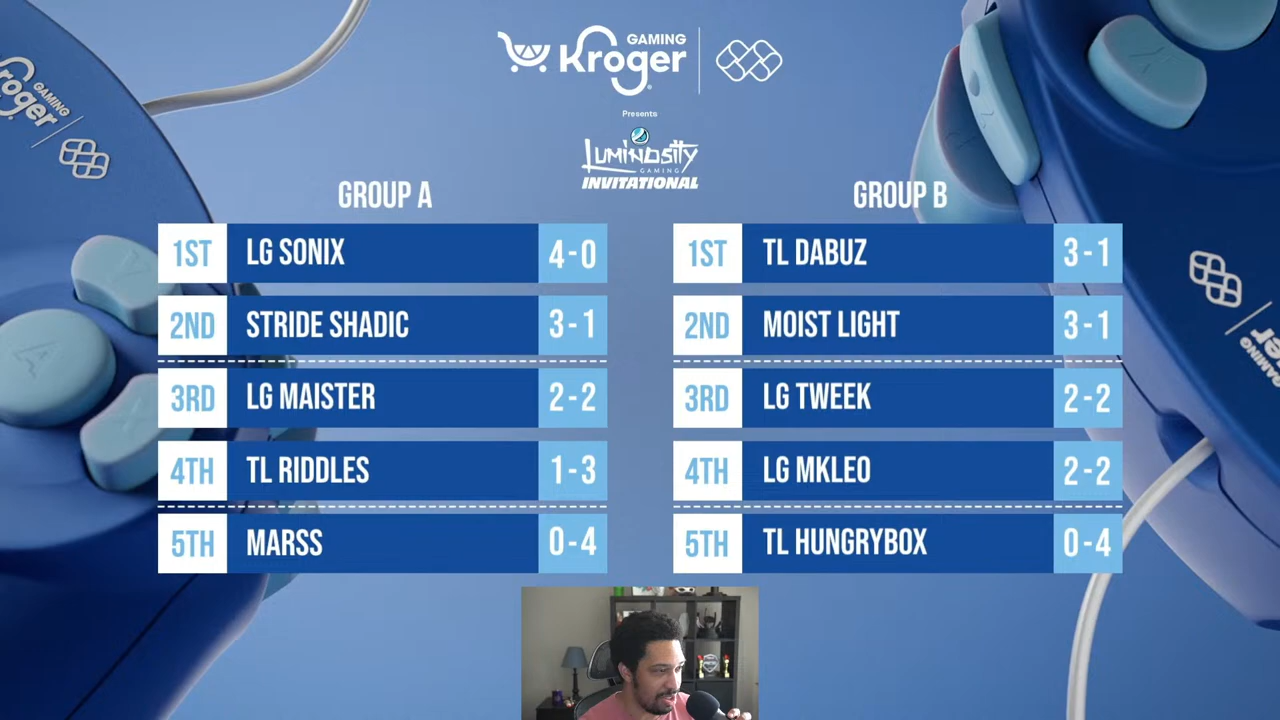 GAMING
Kroger
Presents
LUMINOSITY
GAMING
INVITATIONAL
GROUP A
1ST LG SONIX 4-0
2ND STRIDE SHADIC 3-1
3RD LG MAISTER 2-2
4TH TL RIDDLES 1-3
5TH MARSS 0-4
GROUP B
1ST TL DABUZ 3-1
2ND MOIST LIGHT 3-1
3RD LG TWEEK 2-2
4TH LG MKLEO 2-2
5TH TL HUNGRYBOX 0-4
Kroger
GAMING
GAMING